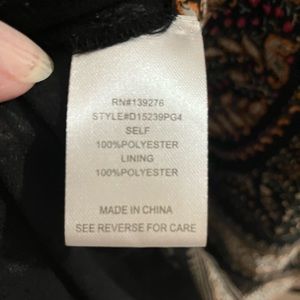 RN#139276
STYLE#D15239PG4
SELF
100%POLYESTER
LINING
100%POLYESTER
MADE IN CHINA
SEE REVERSE FOR CARE